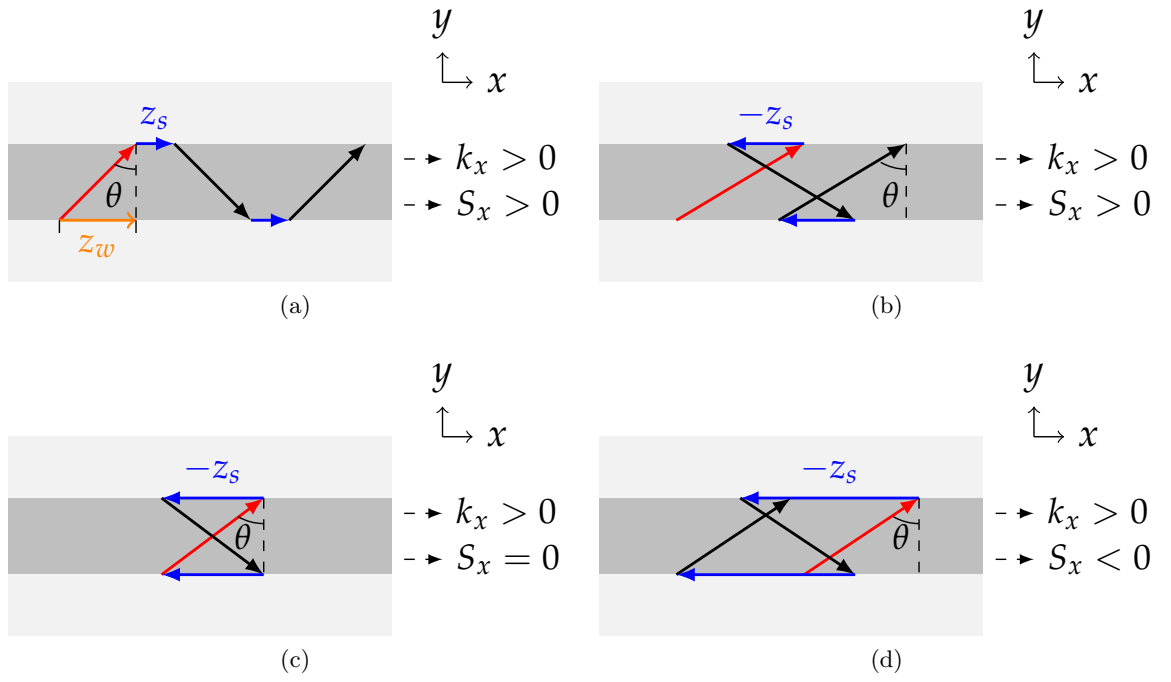 y
x
z_s
θ
z_w
k_x > 0
S_x > 0
(a)
y
x
−z_s
θ
k_x > 0
S_x > 0
(b)
y
x
−z_s
θ
k_x > 0
S_x = 0
(c)
y
x
−z_s
θ
k_x > 0
S_x < 0
(d)